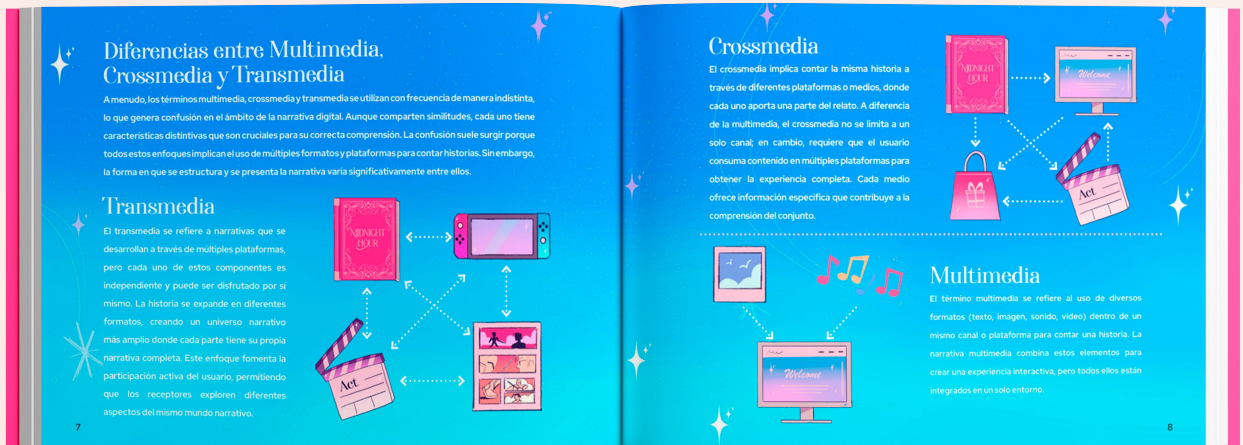 Diferencias entre Multimedia,
Crossmedia y Transmedia
A menudo, los términos multimedia, crossmedia y transmedia se utilizan con frecuencia de manera indistinta,
lo que genera confusión en el ámbito de la narrativa digital. Aunque comparten similitudes, cada uno tiene
características distintivas que son cruciales para su correcta comprensión. La confusión suele surgir porque
todos estos enfoques implican el uso de múltiples formatos y plataformas para contar historias. Sin embargo,
la forma en que se estructura y se presenta la narrativa varía significativamente entre ellos.
Transmedia
El transmedia se refiere a narrativas que se
desarrollan a través de múltiples plataformas,
pero cada uno de estos componentes es
independiente y puede ser disfrutado por sí
mismo. La historia se expande en diferentes
formatos, creando un universo narrativo
más amplio donde cada parte tiene su propia
narrativa completa. Este enfoque fomenta la
participación activa del usuario, permitiendo
que los receptores exploren diferentes
aspectos del mismo mundo narrativo.
MIDNIGHT
HOUR
Act
7
Crossmedia
El crossmedia implica contar la misma historia a
través de diferentes plataformas o medios, donde
cada uno aporta una parte del relato. A diferencia
de la multimedia, el crossmedia no se limita a un
solo canal; en cambio, requiere que el usuario
consuma contenido en múltiples plataformas para
obtener la experiencia completa. Cada medio
ofrece información específica que contribuye a la
comprensión del conjunto.
MIDNIGHT
HOUR
Welcome
Act
Multimedia
El término multimedia se refiere al uso de diversos
formatos (texto, imagen, sonido, video) dentro de un
mismo canal o plataforma para contar una historia. La
narrativa multimedia combina estos elementos para
crear una experiencia interactiva, pero todos ellos están
integrados en un solo entorno.
Welcome
8